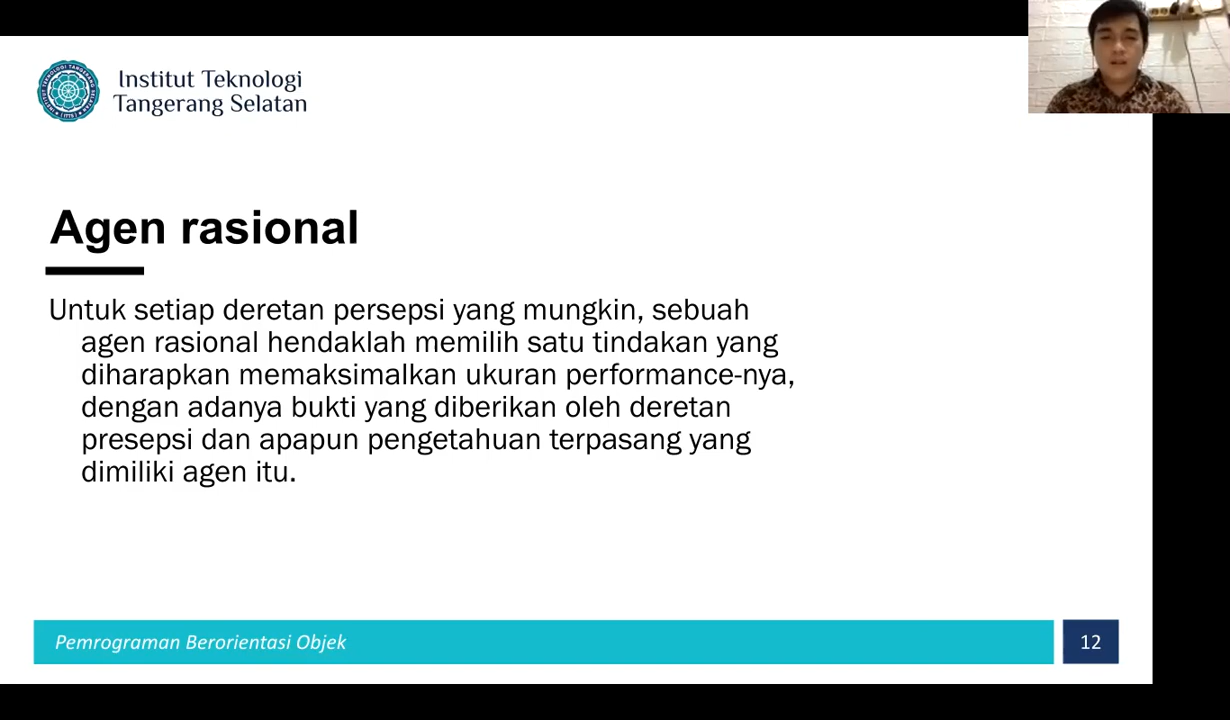 Institut Teknologi
Tangerang Selatan
Agen rasional
Untuk setiap deretan persepsi yang mungkin, sebuah
agen rasional hendaklah memilih satu tindakan yang
diharapkan memaksimalkan ukuran performance-nya,
dengan adanya bukti yang diberikan oleh deretan
presepsi dan apapun pengetahuan terpasang yang
dimiliki agen itu.
Pemrograman Berorientasi Objek
12